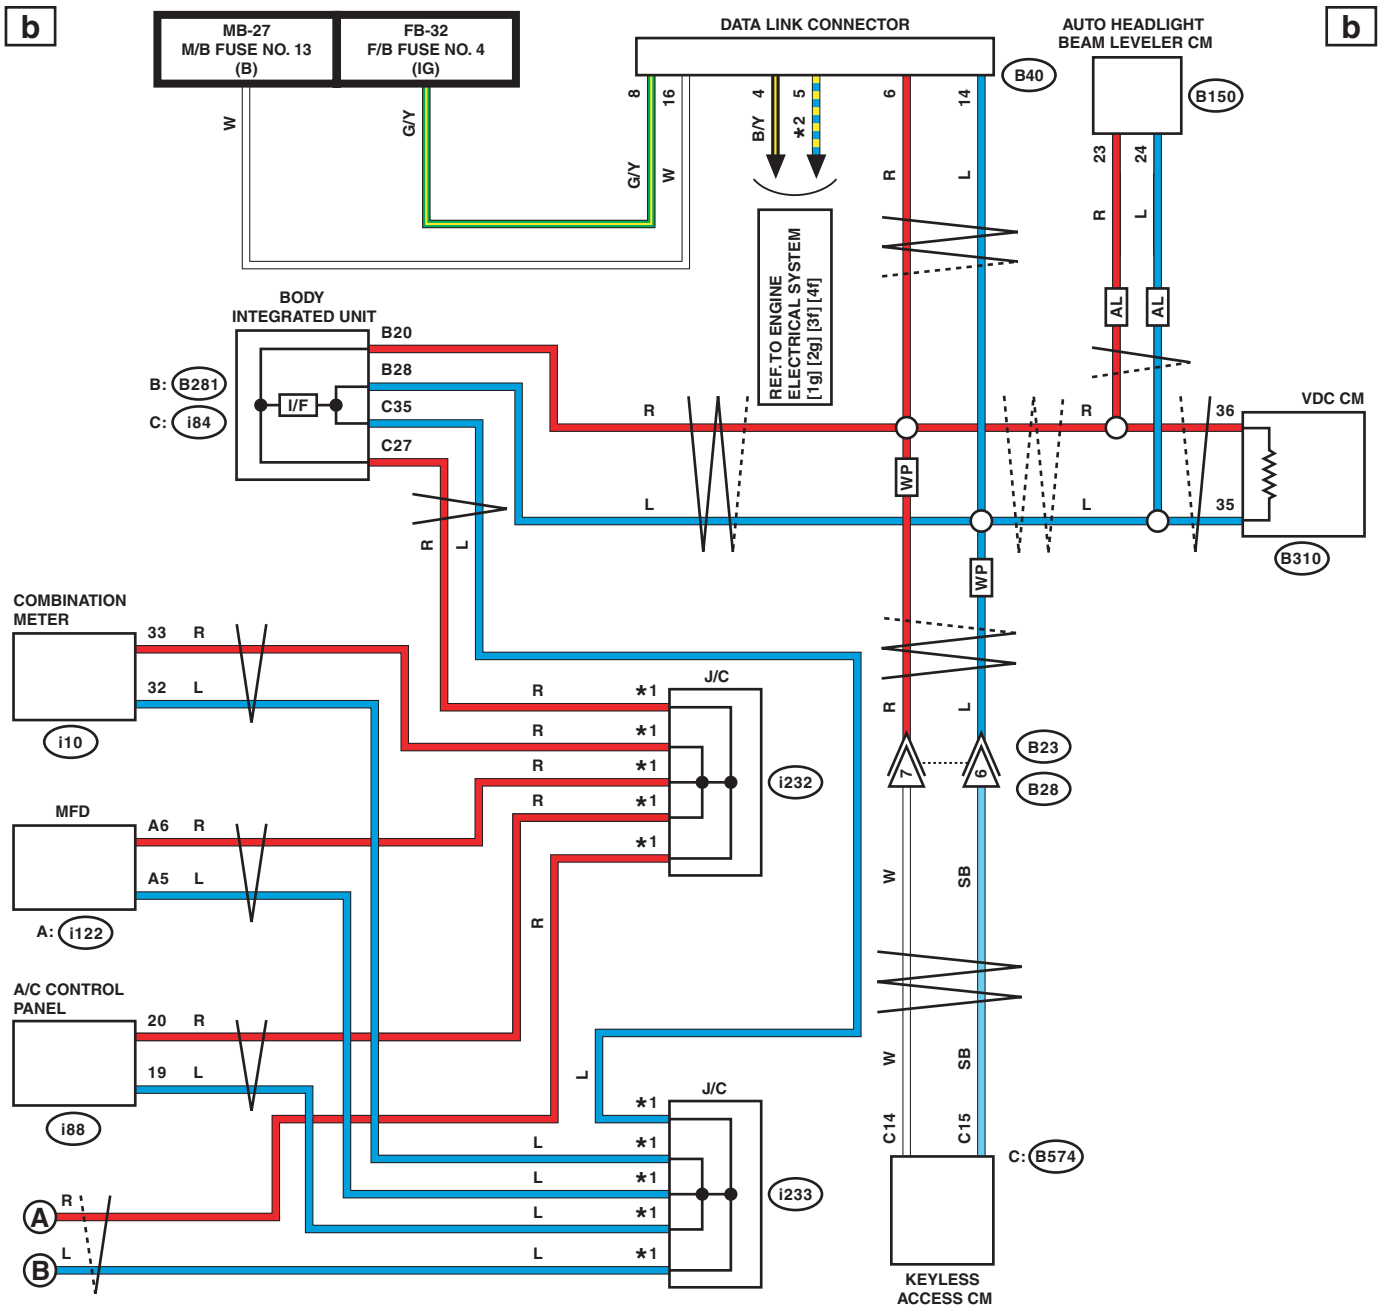 b
MB-27
M/B FUSE NO. 13
(B)
FB-32
F/B FUSE NO. 4
(IG)
DATA LINK CONNECTOR
B40
AUTO HEADLIGHT
BEAM LEVELER CM
B150
b
W
G/Y
8
16
G/Y
W
4
B/Y
5
*2
6
R
14
L
23
R
24
L
AL
AL
REF. TO ENGINE
ELECTRICAL SYSTEM
[1g] [2g] [3f] [4f]
BODY
INTEGRATED UNIT
B: B281
C: i84
I/F
B20
B28
C35
C27
R
L
R
L
R
L
WP
WP
VDC CM
36
35
B310
COMBINATION
METER
33 R
32 L
i10
MFD
A6 R
A5 L
A: i122
A/C CONTROL
PANEL
20 R
19 L
i88
A
R
B
L
J/C
R *1
R *1
R *1
R *1
*1
R
i232
L
J/C
*1
L *1
L *1
L *1
L *1
i233
R
L
7
6
B23
B28
W
SB
W
SB
C14
C15
C: B574
KEYLESS
ACCESS CM